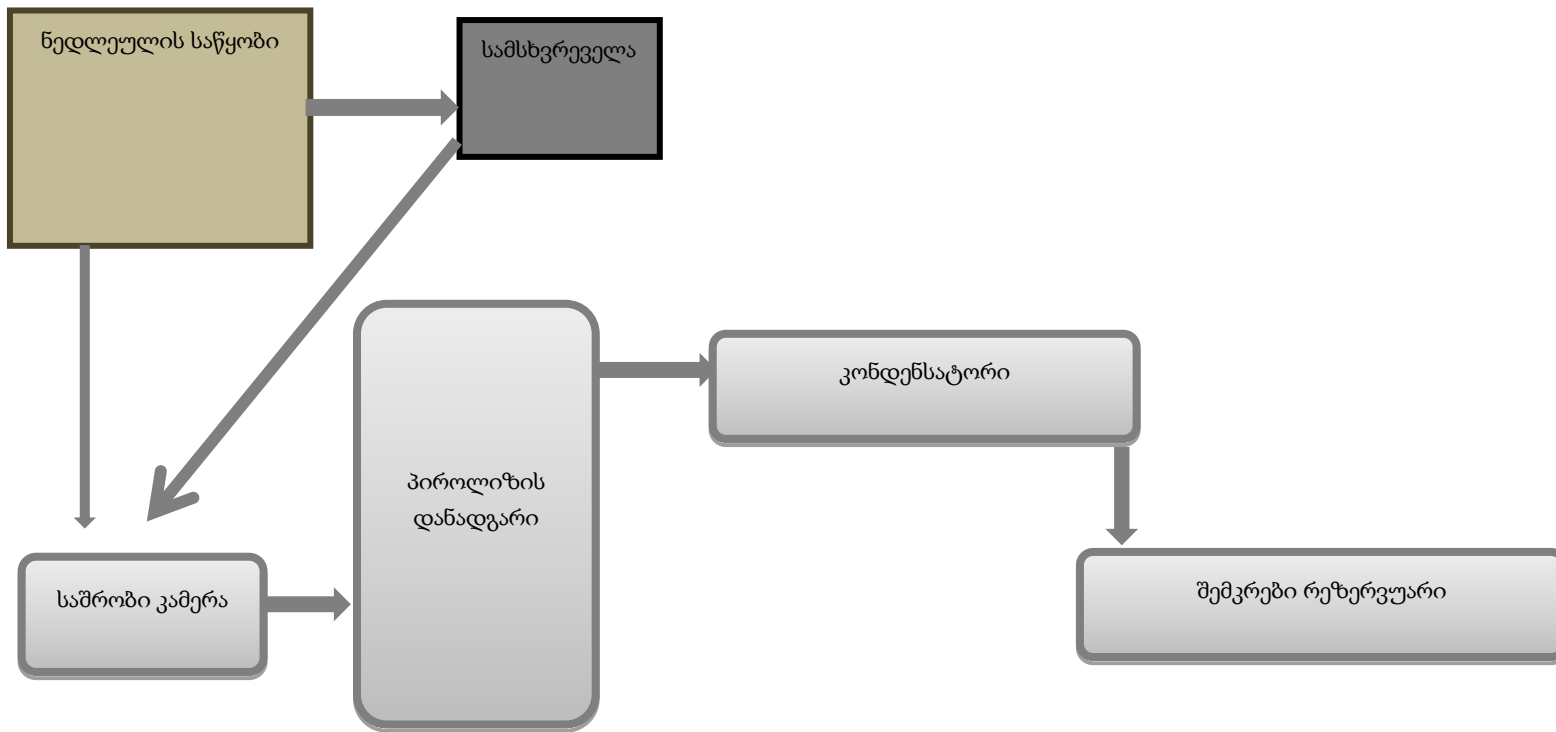 ნედლეულის საწყობი
სამსხვრეველა
კონდენსატორი
პიროლიზის
დანადგარი
საშრობი კამერა
შემკრები რეზერვუარი